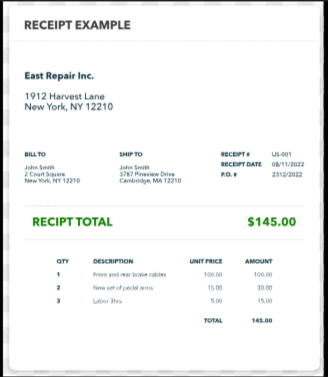 RECEIPT EXAMPLE
East Repair Inc.
1912 Harvest Lane
New York, NY 12210
BILL TO
John Smith
2 Court Square
New York, NY 12210
SHIP TO
John Smith
3787 Pineview Drive
Cambridge, MA 12210
RECEIPT # US-001
RECEIPT DATE 08/11/2022
P.O. # 2312/2022
RECIPT TOTAL $145.00
QTY DESCRIPTION UNIT PRICE AMOUNT
1 Front and rear brake cables 100.00 100.00
2 New set of pedal arms 15.00 30.00
3 Labor 3hrs 5.00 15.00
TOTAL 145.00